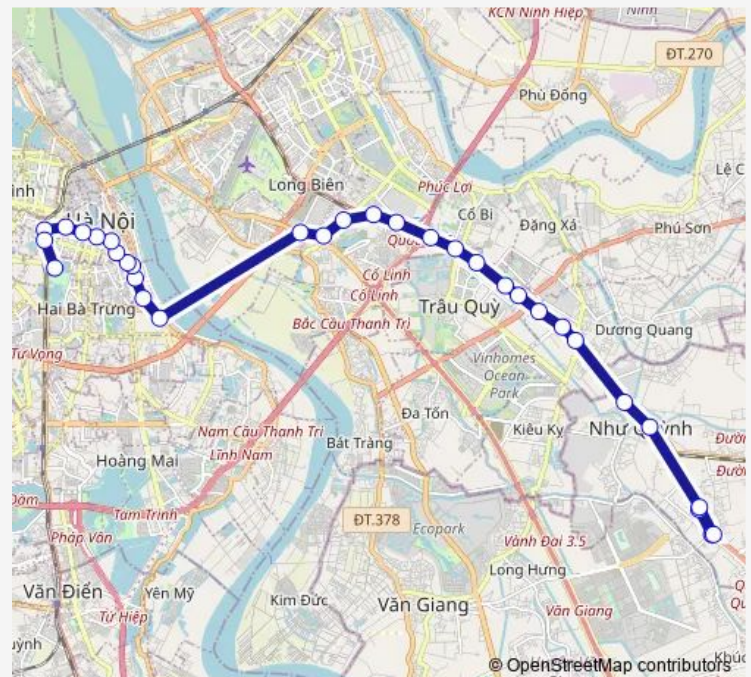 KCN Ninh Hiệp
Ninh
ĐT.270
Phù Đổng
Long Biên
Phúc Lợi
Lệ C
inh
Hà Nội
Cổ Bi
Đặng Xá
Phú Sơn
Quốc
Cổ Linh
Cổ Linh
Trâu Quỳ
Hai Bà Trưng
Bắc Cầu Thanh Trì
Dương Quang
Tư Vọng
Vinhomes
Ocean
Park
Đa Tốn
Kiêu Kỵ
Như Quỳnh
Nam Cầu Thanh Trì
Lĩnh Nam
Bát Tràng
Đườn
Đườn
Hoàng Mai
Đàm
Tam Trinh
Pháp Vân
ĐT.378
Ecopark
Vành Đai 3.5
Long Hưng
Văn Điển
Yên Mỹ
Kim Đức
Văn Giang
Văn Giang
Tứ Hiệp
uỳnh
Khúc
© OpenStreetMap contributors